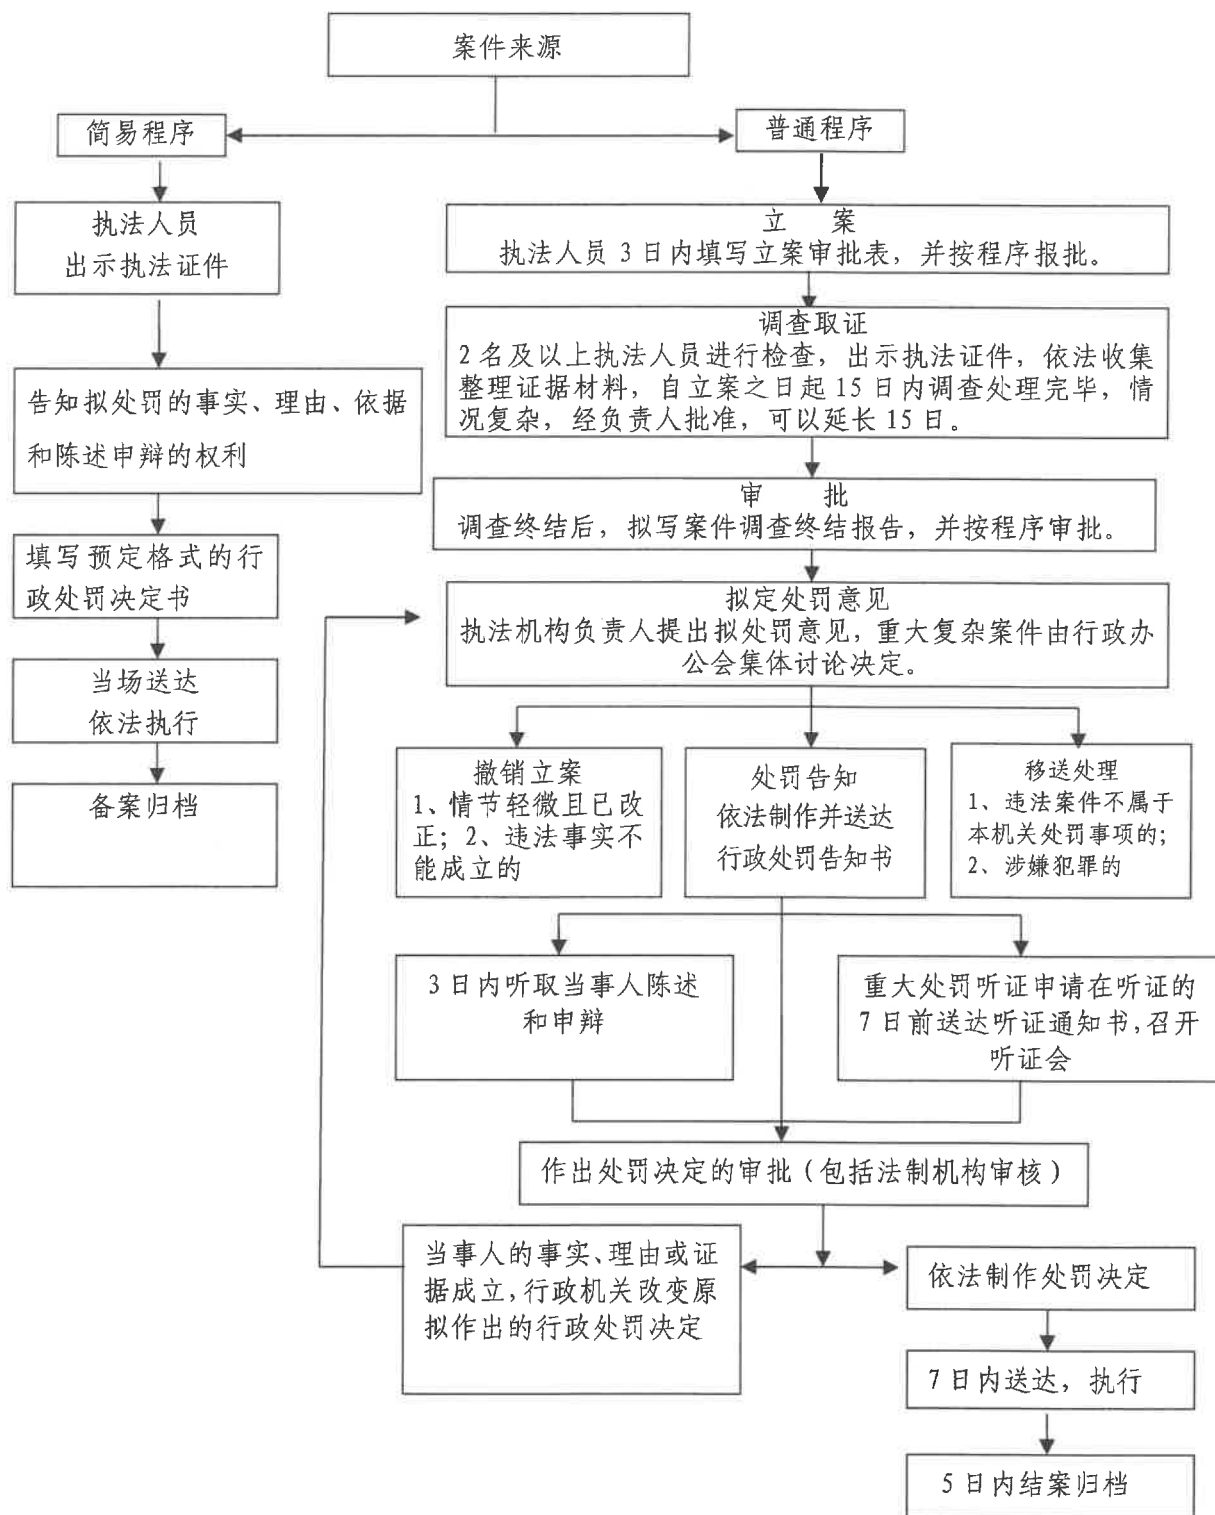 案件来源
简易程序
普通程序
执法人员
出示执法证件
告知拟处罚的事实、理由、依据
和陈述申辩的权利
填写预定格式的行
政处罚决定书
当场送达
依法执行
备案归档
立　案
执法人员 3 日内填写立案审批表，并按程序报批。
调查取证
2 名及以上执法人员进行检查，出示执法证件，依法收集
整理证据材料，自立案之日起 15 日内调查处理完毕，情
况复杂，经负责人批准，可以延长 15 日。
审　批
调查终结后，拟写案件调查终结报告，并按程序审批。
拟定处罚意见
执法机构负责人提出拟处罚意见，重大复杂案件由行政办
公会集体讨论决定。
撤销立案
1、情节轻微且已改
正；2、违法事实不
能成立的
处罚告知
依法制作并送达
行政处罚告知书
移送处理
1、违法案件不属于
本机关处罚事项的；
2、涉嫌犯罪的
3 日内听取当事人陈述
和申辩
重大处罚听证申请在听证的
7 日前送达听证通知书，召开
听证会
作出处罚决定的审批（包括法制机构审核）
当事人的事实、理由或证
据成立，行政机关改变原
拟作出的行政处罚决定
依法制作处罚决定
7 日内送达，执行
5 日内结案归档